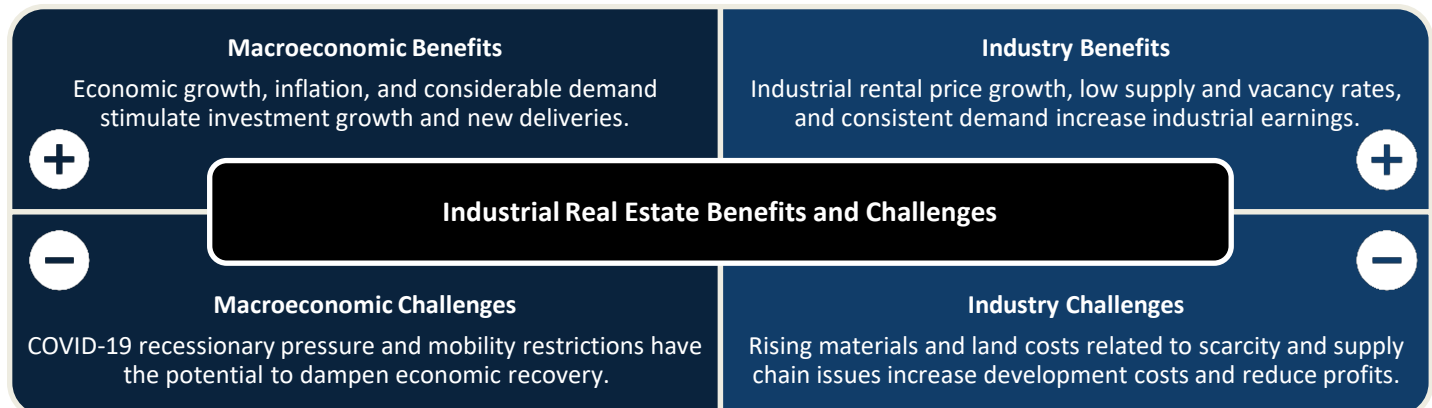 Macroeconomic Benefits
Economic growth, inflation, and considerable demand
stimulate investment growth and new deliveries.
Industry Benefits
Industrial rental price growth, low supply and vacancy rates,
and consistent demand increase industrial earnings.
Industrial Real Estate Benefits and Challenges
Macroeconomic Challenges
COVID-19 recessionary pressure and mobility restrictions have
the potential to dampen economic recovery.
Industry Challenges
Rising materials and land costs related to scarcity and supply
chain issues increase development costs and reduce profits.